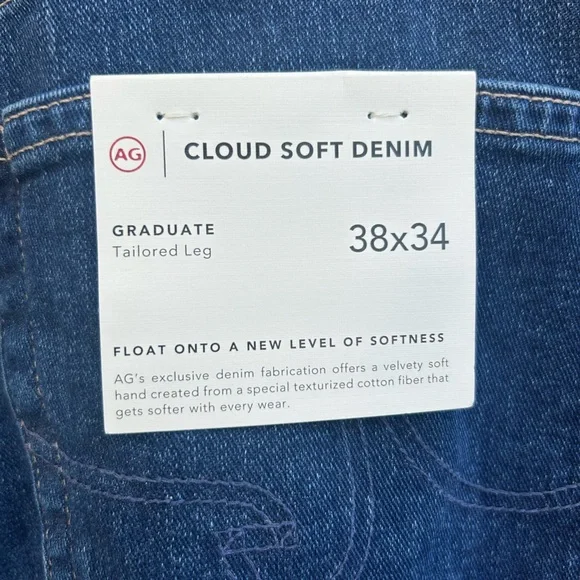 AG CLOUD SOFT DENIM
GRADUATE 38x34
Tailored Leg
FLOAT ONTO A NEW LEVEL OF SOFTNESS
AG's exclusive denim fabrication offers a velvety soft
hand created from a special texturized cotton fiber that
gets softer with every wear.